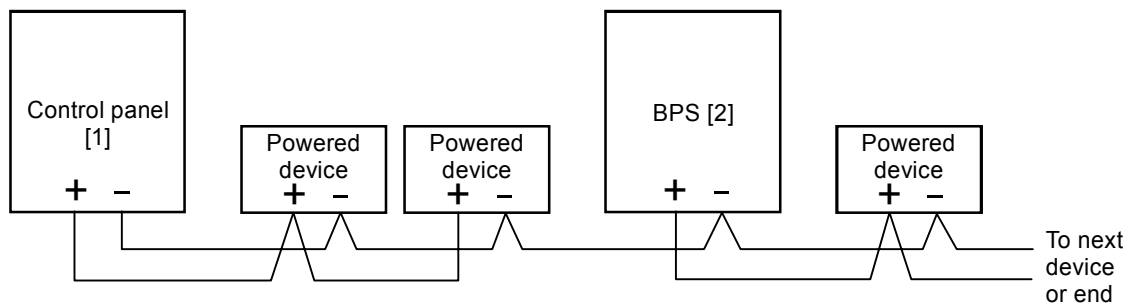 Control panel
[1]
+ −
Powered
device
+ −
Powered
device
+ −
BPS [2]
+ −
Powered
device
+ −
To next
device
or end